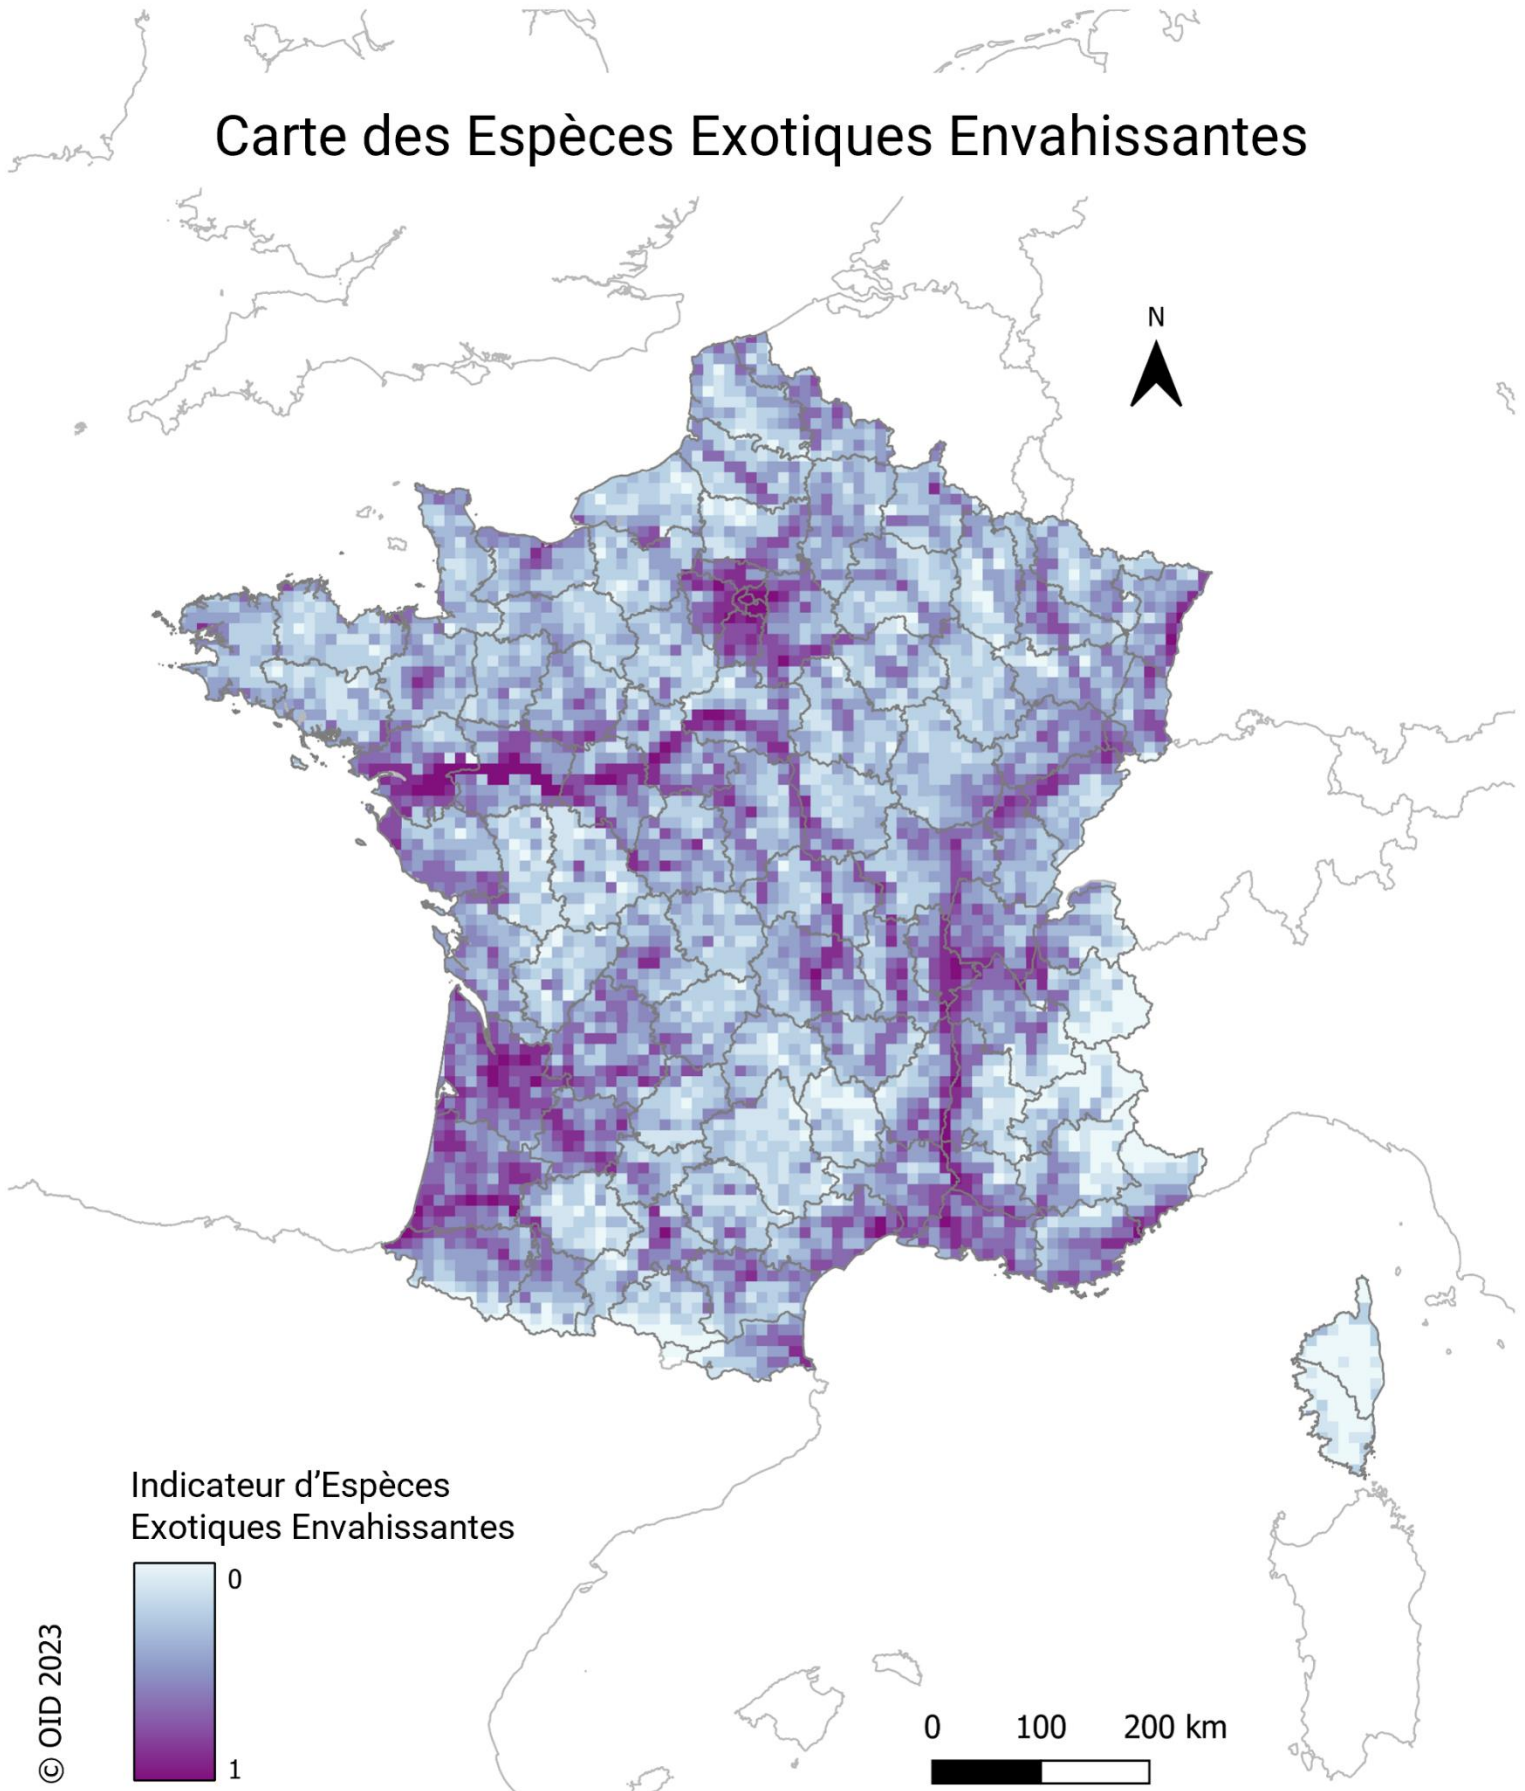 Carte des Espèces Exotiques Envahissantes
N
Indicateur d’Espèces
Exotiques Envahissantes
0
1
© OID 2023
0 100 200 km